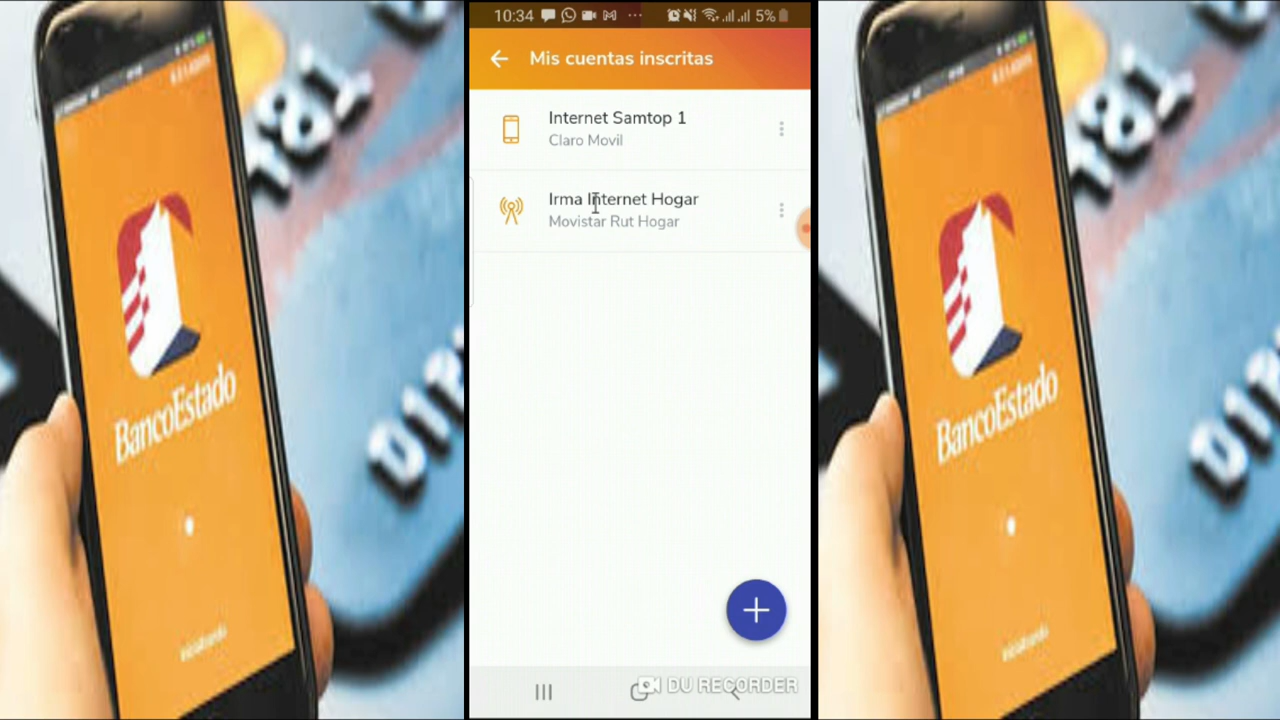 10:34
5%
Mis cuentas inscritas
Internet Samtop 1
Claro Movil
Irma Internet Hogar
Movistar Rut Hogar
DU RECORDER
BancoEstado
BancoEstado